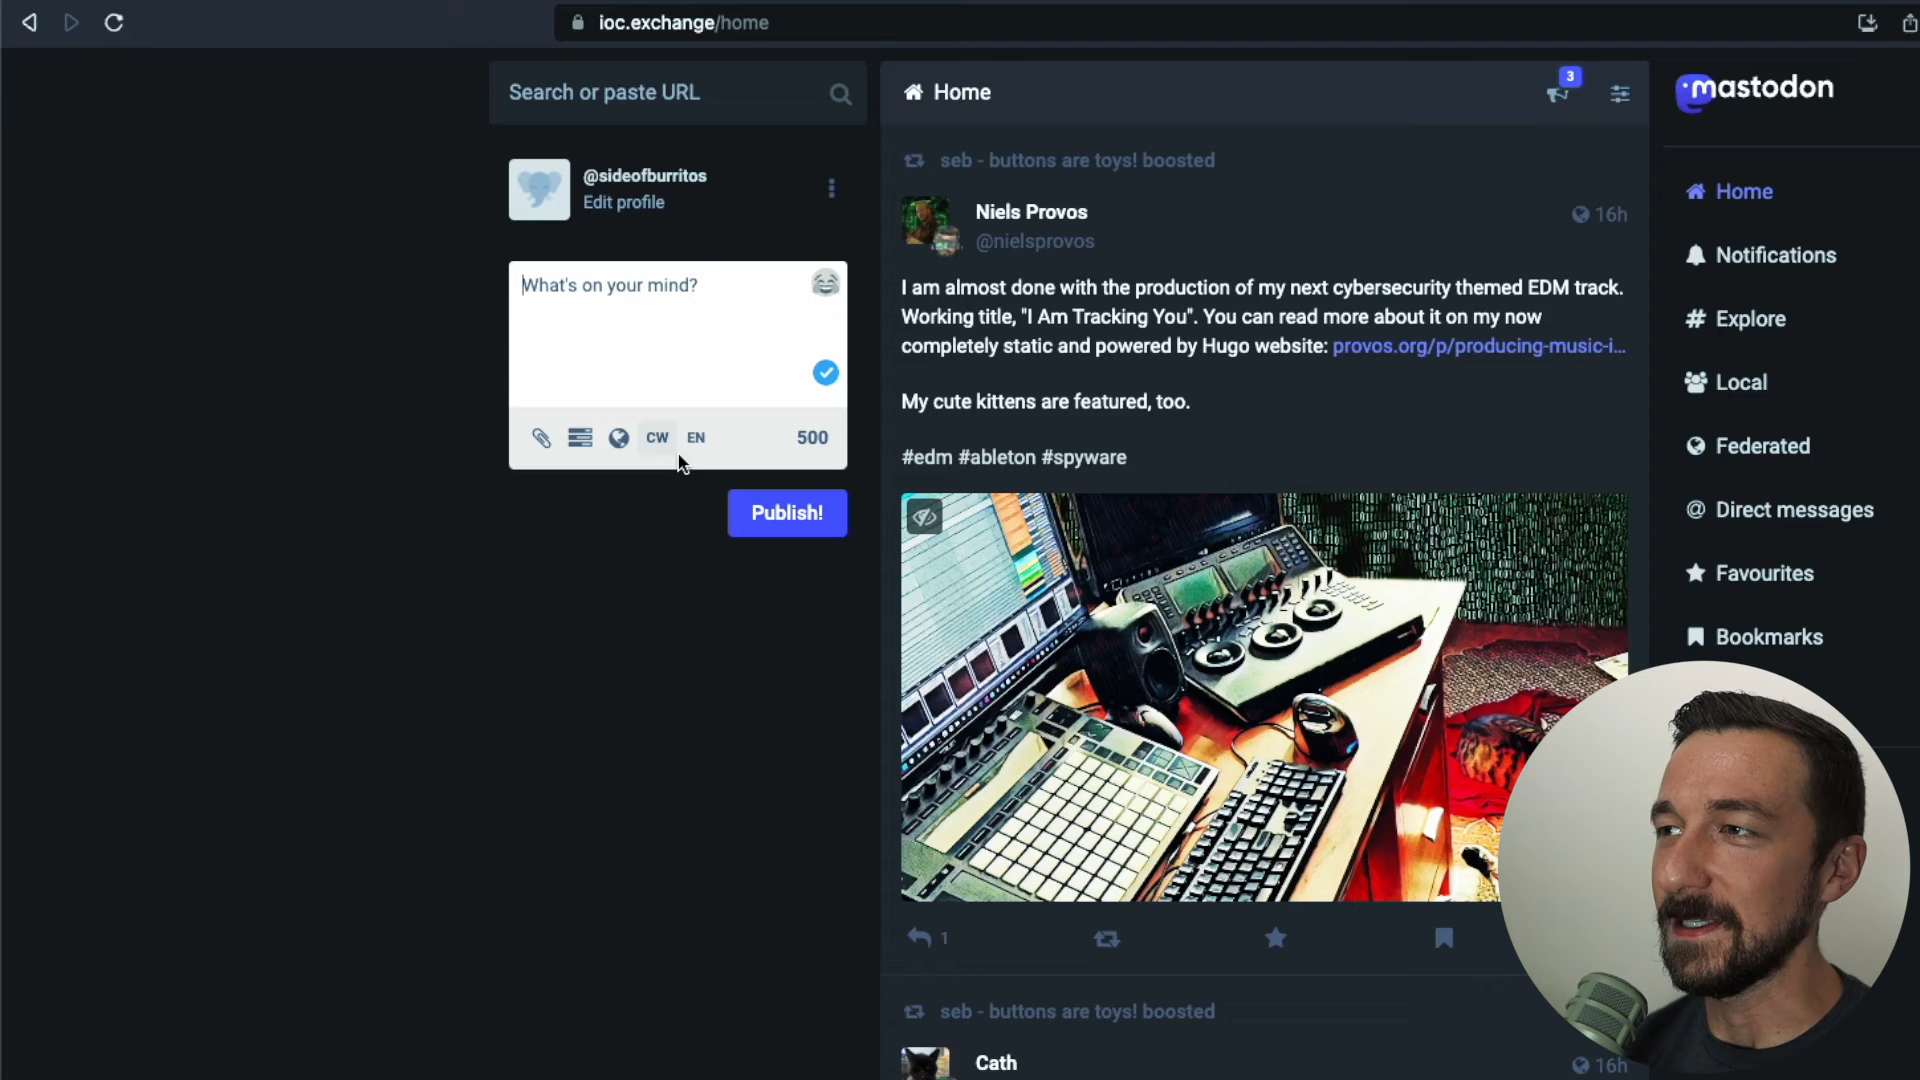 ioc.exchange/home
Search or paste URL
@sideofburritos
Edit profile
What's on your mind?
CW EN 500
Publish!
Home
3
seb - buttons are toys! boosted
Niels Provos
@nielsprovos
16h
I am almost done with the production of my next cybersecurity themed EDM track.
Working title, "I Am Tracking You". You can read more about it on my now
completely static and powered by Hugo website: provos.org/p/producing-music-i...
My cute kittens are featured, too.
#edm #ableton #spyware
1
seb - buttons are toys! boosted
Cath
16h
mastodon
Home
Notifications
# Explore
Local
Federated
@ Direct messages
Favourites
Bookmarks